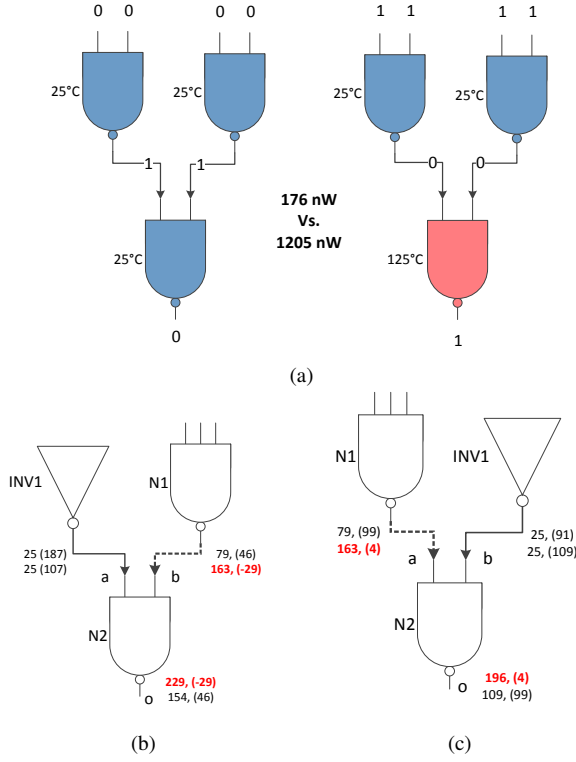 0 0 0 0 1 1 1 1
25°C 25°C 25°C 25°C
1 1 0 0
176 nW
Vs.
1205 nW
25°C 125°C
0 1
(a)
N1 INV1
INV1 N1
79, (99) 25, (91)
163, (4) 25, (109)
25 (187) 79, (46)
25 (107) 163, (-29)
a b a b
N2 N2
229, (-29) 196, (4)
o 154, (46) o 109, (99)
(b) (c)